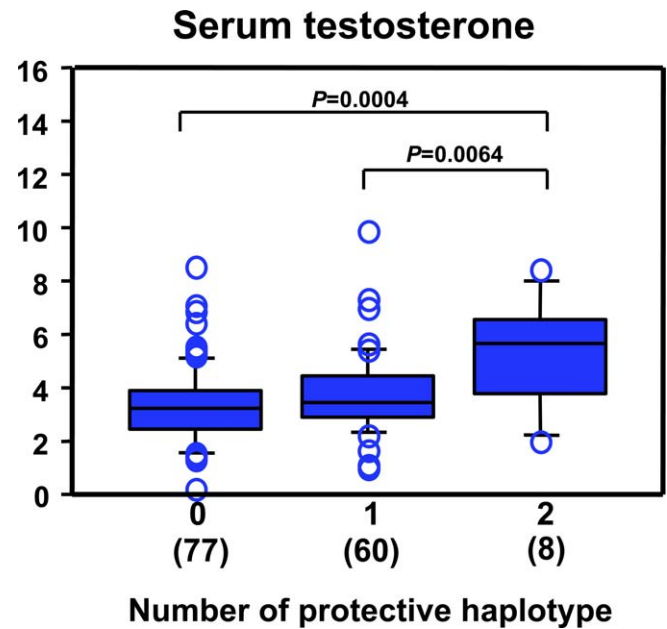 Serum testosterone
16
P=0.0004
14
P=0.0064
12
10
8
6
4
2
0
0 1 2
(77) (60) (8)
Number of protective haplotype